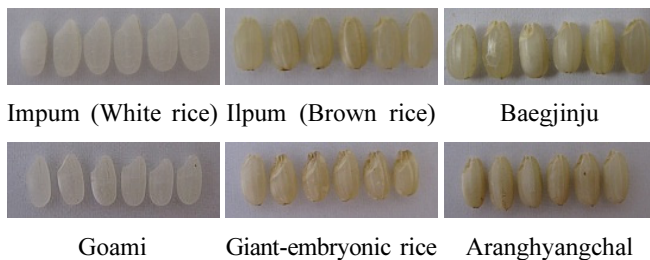 Impum (White rice) Ilpum (Brown rice) Baegjinju
Goami Giant-embryonic rice Aranghyangchal